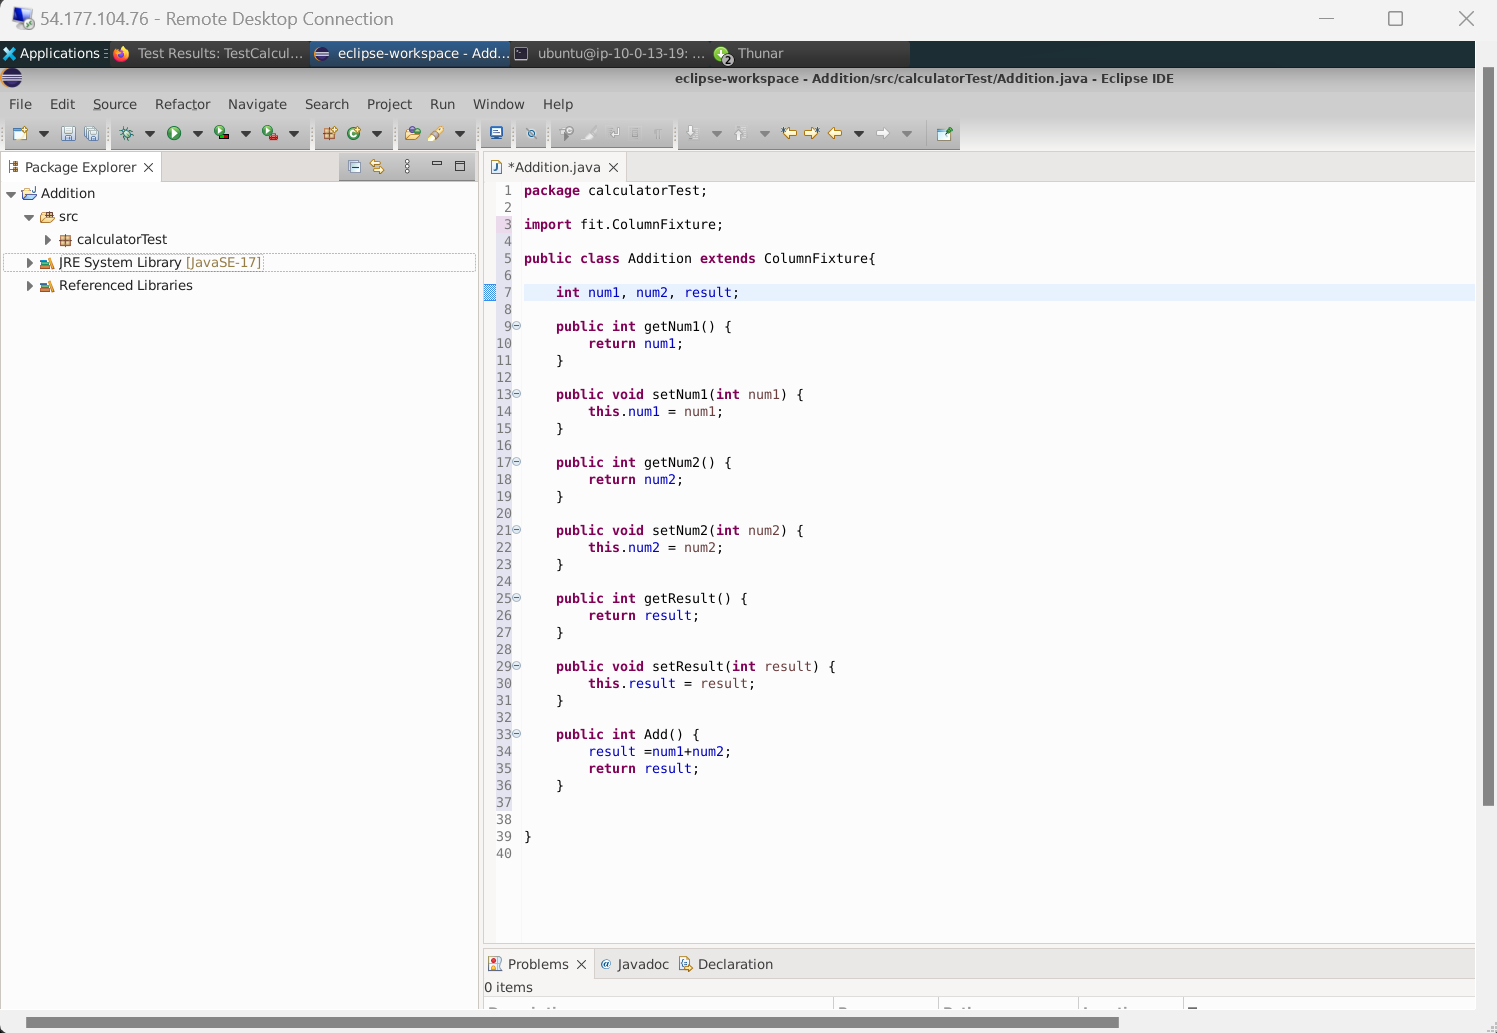 54.177.104.76 - Remote Desktop Connection
Applications
Test Results: TestCalcul...
eclipse-workspace - Add...
ubuntu@ip-10-0-13-19: ...
2
Thunar
eclipse-workspace - Addition/src/calculatorTest/Addition.java - Eclipse IDE
File Edit Source Refactor Navigate Search Project Run Window Help
Package Explorer
*Addition.java
Addition
src
calculatorTest
JRE System Library [JavaSE-17]
Referenced Libraries
1 package calculatorTest;
2
3 import fit.ColumnFixture;
4
5 public class Addition extends ColumnFixture{
6
7 int num1, num2, result;
8
9 public int getNum1() {
10 return num1;
11 }
12
13 public void setNum1(int num1) {
14 this.num1 = num1;
15 }
16
17 public int getNum2() {
18 return num2;
19 }
20
21 public void setNum2(int num2) {
22 this.num2 = num2;
23 }
24
25 public int getResult() {
26 return result;
27 }
28
29 public void setResult(int result) {
30 this.result = result;
31 }
32
33 public int Add() {
34 result =num1+num2;
35 return result;
36 }
37
38
39 }
40
Problems
@ Javadoc
Declaration
0 items